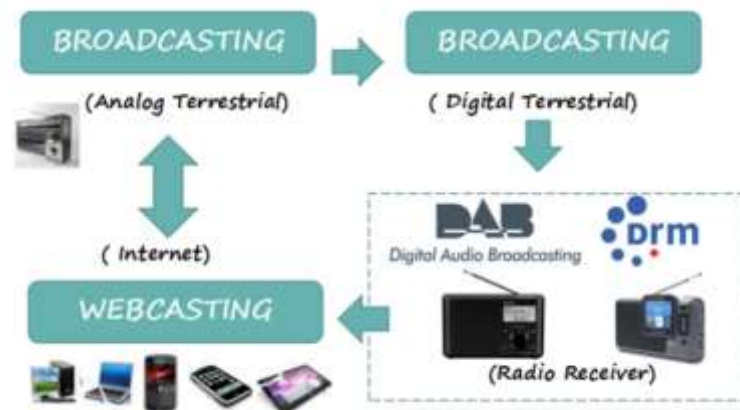 BROADCASTING
(Analog Terrestrial)
BROADCASTING
( Digital Terrestrial)
DAB
Digital Audio Broadcasting
Drm
(Radio Receiver)
( Internet)
WEBCASTING